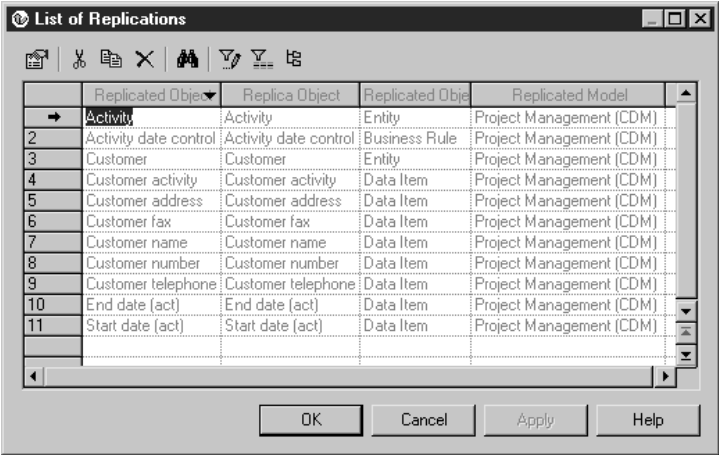 List of Replications
Replicated Object Replica Object Replicated Obje Replicated Model
Activity Activity Entity Project Management (CDM)
2 Activity date control Activity date control Business Rule Project Management (CDM)
3 Customer Customer Entity Project Management (CDM)
4 Customer activity Customer activity Data Item Project Management (CDM)
5 Customer address Customer address Data Item Project Management (CDM)
6 Customer fax Customer fax Data Item Project Management (CDM)
7 Customer name Customer name Data Item Project Management (CDM)
8 Customer number Customer number Data Item Project Management (CDM)
9 Customer telephone Customer telephone Data Item Project Management (CDM)
10 End date (act) End date (act) Data Item Project Management (CDM)
11 Start date (act) Start date (act) Data Item Project Management (CDM)
OK Cancel Apply Help